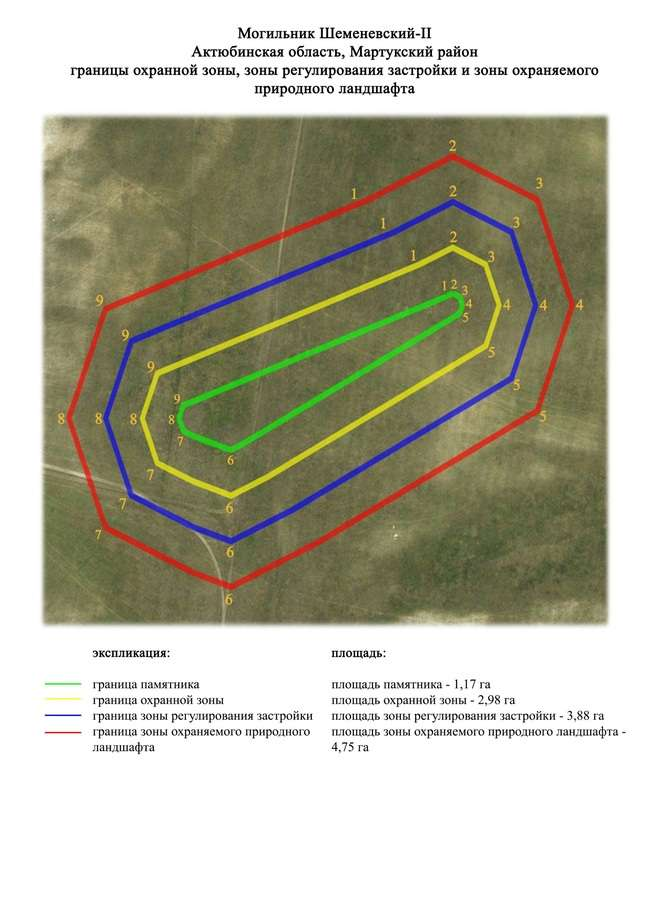 Могильник Шеменевский-II
Актюбинская область, Мартукский район
границы охранной зоны, зоны регулирования застройки и зоны охраняемого
природного ландшафта
2
3
1
2
1
3
2
1
3
1 2 3
4
5
4
4
4
9
9
9
9
8
8
8
8
7
6
5
5
5
7
7
7
6
6
6
экспликация:
площадь:
граница памятника
площадь памятника - 1,17 га
граница охранной зоны
площадь охранной зоны - 2,98 га
граница зоны регулирования застройки
площадь зоны регулирования застройки - 3,88 га
граница зоны охраняемого природного
ландшафта
площадь зоны охраняемого природного ландшафта -
4,75 га